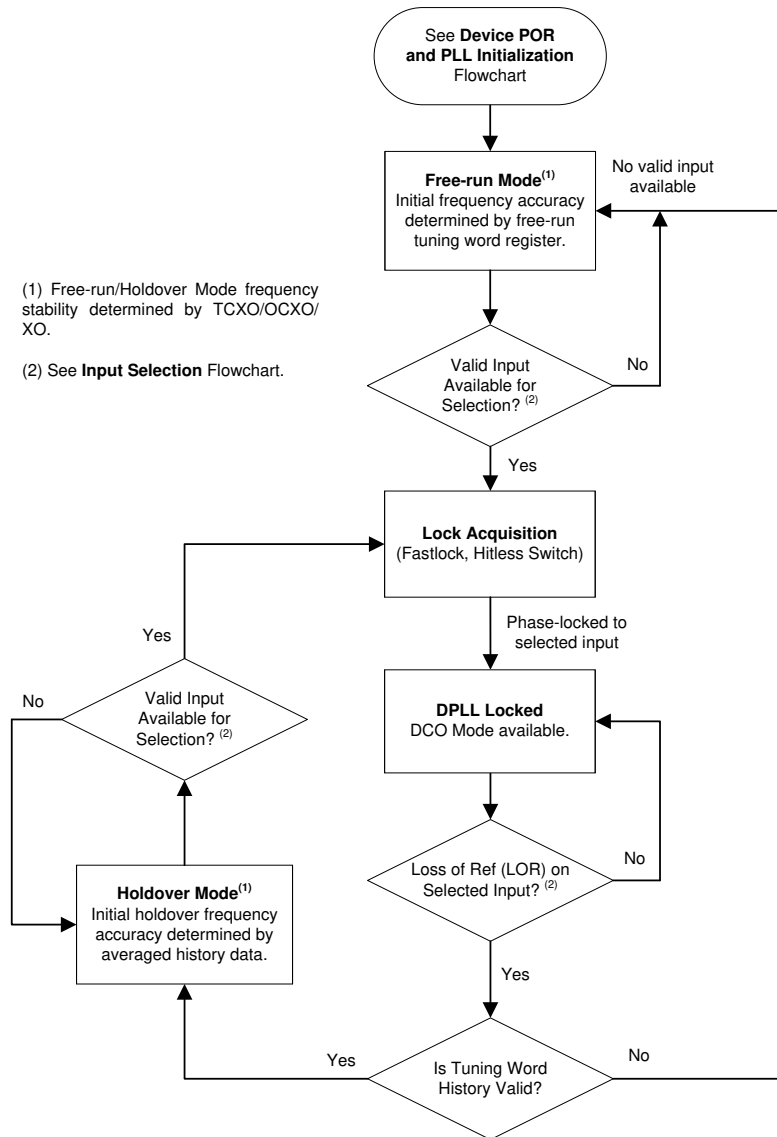 See Device POR
and PLL Initialization
Flowchart
Free-run Mode(1)
Initial frequency accuracy
determined by free-run
tuning word register.
No valid input
available
(1) Free-run/Holdover Mode frequency
stability determined by TCXO/OCXO/
XO.
(2) See Input Selection Flowchart.
Valid Input
Available for
Selection? (2)
No
Yes
Lock Acquisition
(Fastlock, Hitless Switch)
Phase-locked to
selected input
Yes
No
Valid Input
Available for
Selection? (2)
DPLL Locked
DCO Mode available.
Loss of Ref (LOR) on
Selected Input? (2)
No
Holdover Mode(1)
Initial holdover frequency
accuracy determined by
averaged history data.
Yes
Yes
Is Tuning Word
History Valid?
No